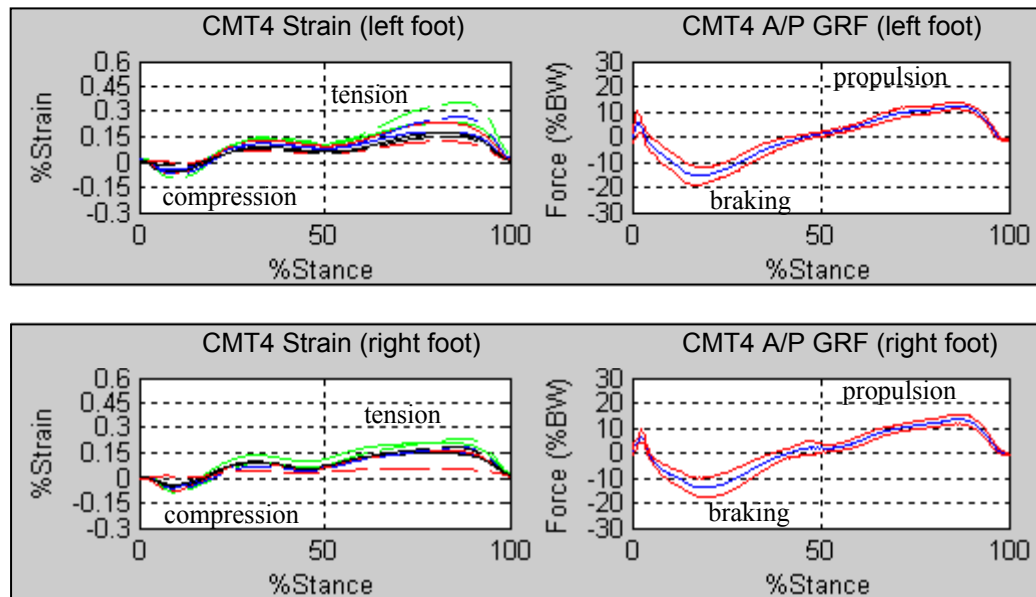 CMT4 Strain (left foot)
0.6
0.45
0.3
0.15
0
-0.15
-0.3
%Strain
tension
compression
0
50
100
%Stance
CMT4 A/P GRF (left foot)
30
20
10
0
-10
-20
-30
Force (%BW)
propulsion
braking
0
50
100
%Stance
CMT4 Strain (right foot)
0.6
0.45
0.3
0.15
0
-0.15
-0.3
%Strain
tension
compression
0
50
100
%Stance
CMT4 A/P GRF (right foot)
30
20
10
0
-10
-20
-30
Force (%BW)
propulsion
braking
0
50
100
%Stance